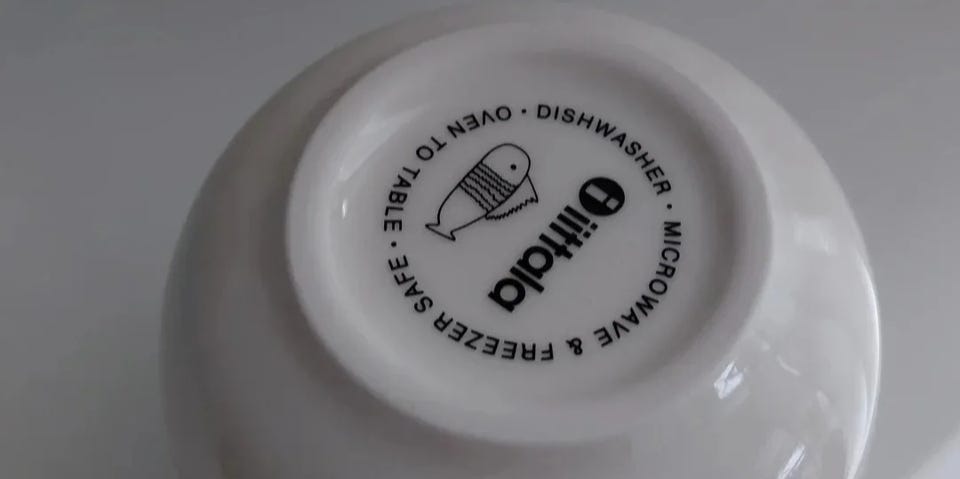 OVEN TO TABLE · DISHWASHER · MICROWAVE & FREEZER SAFE ·
iittala